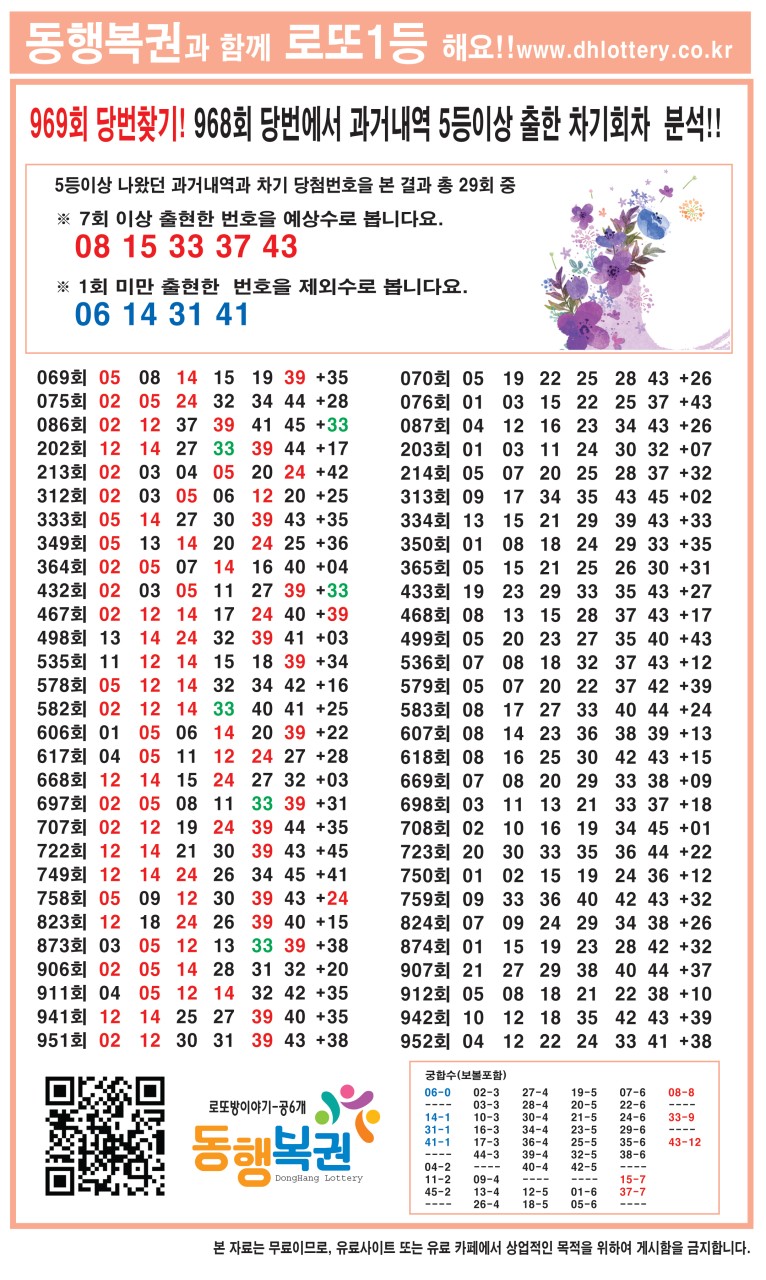 동행복권과 함께 로또1등 해요!!www.dhlottery.co.kr
969회 당번찾기! 968회 당번에서 과거내역 5등이상 출한 차기회차 분석!!
5등이상 나왔던 과거내역과 차기 당첨번호을 본 결과 총 29회 중
※ 7회 이상 출현한 번호을 예상수로 봅니다요.
08 15 33 37 43
※ 1회 미만 출현한 번호을 제외수로 봅니다요.
06 14 31 41
069회 05 08 14 15 19 39 +35
075회 02 05 24 32 34 44 +28
086회 02 12 37 39 41 45 +33
202회 12 14 27 33 39 44 +17
213회 02 03 04 05 20 24 +42
312회 02 03 05 06 12 20 +25
333회 05 14 27 30 39 43 +35
349회 05 13 14 20 24 25 +36
364회 02 05 07 14 16 40 +04
432회 02 03 05 11 27 39 +33
467회 02 12 14 17 24 40 +39
498회 13 14 24 32 39 41 +03
535회 11 12 14 15 18 39 +34
578회 05 12 14 32 34 42 +16
582회 02 12 14 33 40 41 +25
606회 01 05 06 14 20 39 +22
617회 04 05 11 12 24 27 +28
668회 12 14 15 24 27 32 +03
697회 02 05 08 11 33 39 +31
707회 02 12 19 24 39 44 +35
722회 12 14 21 30 39 43 +45
749회 12 14 24 26 34 45 +41
758회 05 09 12 30 39 43 +24
823회 12 18 24 26 39 40 +15
873회 03 05 12 13 33 39 +38
906회 02 05 14 28 31 32 +20
911회 04 05 12 14 32 42 +35
941회 12 14 25 27 39 40 +35
951회 02 12 30 31 39 43 +38
070회 05 19 22 25 28 43 +26
076회 01 03 15 22 25 37 +43
087회 04 12 16 23 34 43 +26
203회 01 03 11 24 30 32 +07
214회 05 07 20 25 28 37 +32
313회 09 17 34 35 43 45 +02
334회 13 15 21 29 39 43 +33
350회 01 08 18 24 29 33 +35
365회 05 15 21 25 26 30 +31
433회 19 23 29 33 35 43 +27
468회 08 13 15 28 37 43 +17
499회 05 20 23 27 35 40 +43
536회 07 08 18 32 37 43 +12
579회 05 07 20 22 37 42 +39
583회 08 17 27 33 40 44 +24
607회 08 14 23 36 38 39 +13
618회 08 16 25 30 42 43 +15
669회 07 08 20 29 33 38 +09
698회 03 11 13 21 33 37 +18
708회 02 10 16 19 34 45 +01
723회 20 30 33 35 36 44 +22
750회 01 02 15 19 24 36 +12
759회 09 33 36 40 42 43 +32
824회 07 09 24 29 34 38 +26
874회 01 15 19 23 28 42 +32
907회 21 27 29 38 40 44 +37
912회 05 08 18 21 22 38 +10
942회 10 12 18 35 42 43 +39
952회 04 12 22 24 33 41 +38
로또방이야기-공6개
동행복권
DongHang Lottery
궁합수(보볼포함)
06-0 02-3 27-4 19-5 07-6 08-8
---- 03-3 28-4 20-5 22-6 ----
14-1 10-3 30-4 21-5 24-6 33-9
31-1 16-3 34-4 23-5 29-6 ----
41-1 17-3 36-4 25-5 35-6 43-12
---- 44-3 39-4 32-5 38-6
04-2 ---- 40-4 42-5 ----
11-2 09-4 ---- ---- 15-7
45-2 13-4 12-5 01-6 37-7
---- 26-4 18-5 05-6 ----
본 자료는 무료이므로, 유료사이트 또는 유료 카페에서 상업적인 목적을 위하여 게시함을 금지합니다.